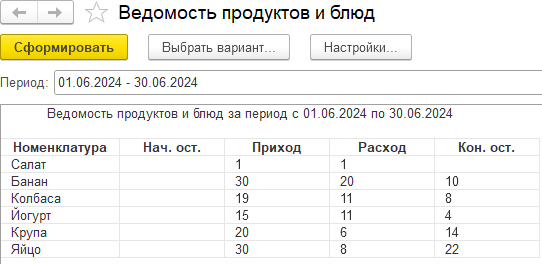 Ведомость продуктов и блюд
Сформировать Выбрать вариант... Настройки...
Период: 01.06.2024 - 30.06.2024
Ведомость продуктов и блюд за период с 01.06.2024 по 30.06.2024
Номенклатура Нач. ост. Приход Расход Кон. ост.
Салат 1 1
Банан 30 20 10
Колбаса 19 11 8
Йогурт 15 11 4
Крупа 20 6 14
Яйцо 30 8 22